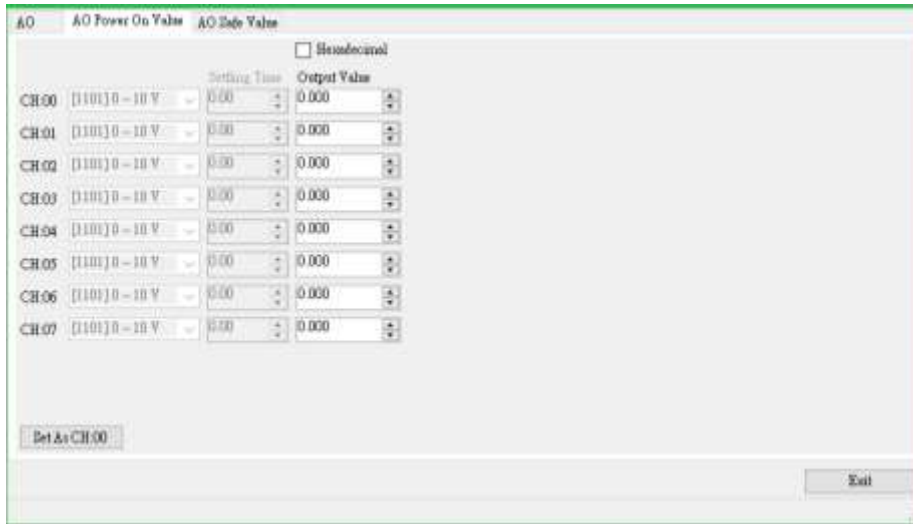 AO AO Power On Value AO Safe Value
Hexadecimal
Settling Time Output Value
CH:00 [1101] 0 ~ 10 V 0.00 0.000
CH:01 [1101] 0 ~ 10 V 0.00 0.000
CH:02 [1101] 0 ~ 10 V 0.00 0.000
CH:03 [1101] 0 ~ 10 V 0.00 0.000
CH:04 [1101] 0 ~ 10 V 0.00 0.000
CH:05 [1101] 0 ~ 10 V 0.00 0.000
CH:06 [1101] 0 ~ 10 V 0.00 0.000
CH:07 [1101] 0 ~ 10 V 0.00 0.000
Set As CH:00
Exit